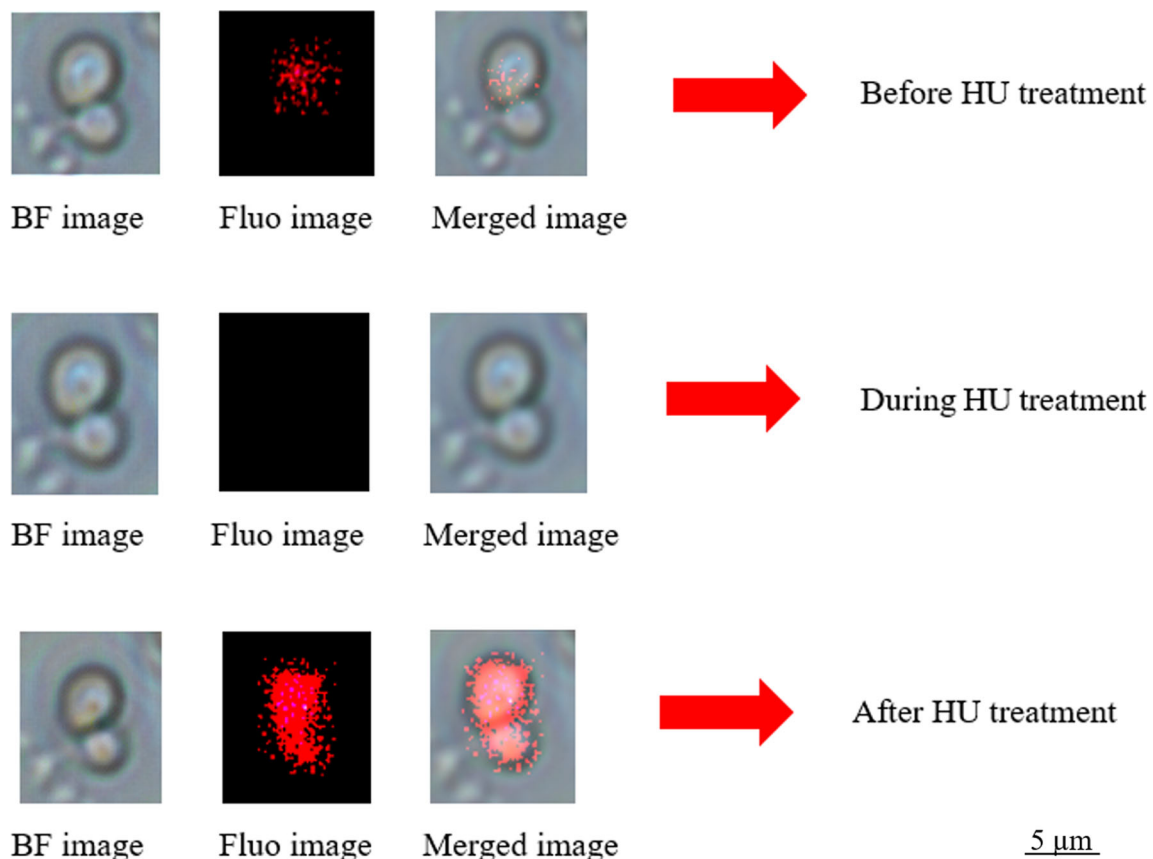 Before HU treatment
BF image Fluo image Merged image
During HU treatment
BF image Fluo image Merged image
After HU treatment
5 µm
BF image Fluo image Merged image